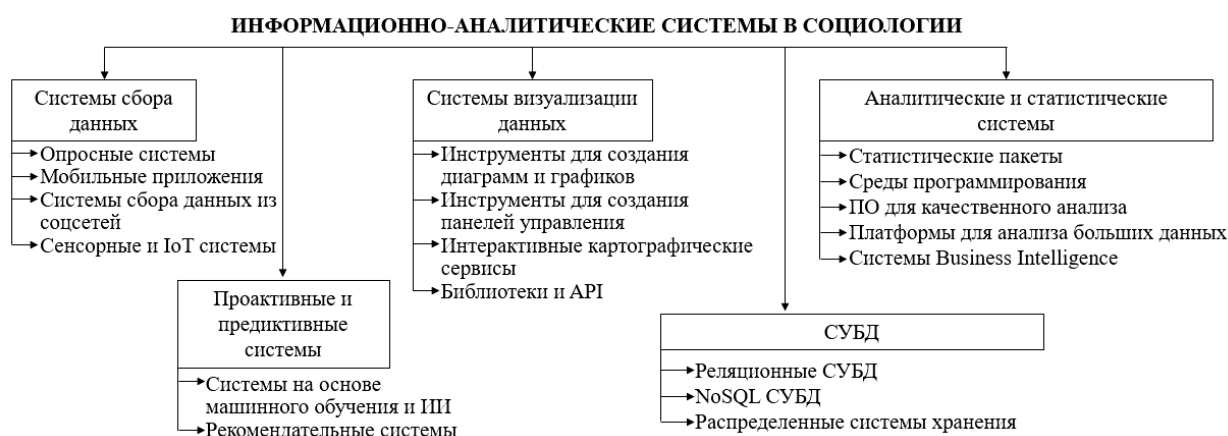 ИНФОРМАЦИОННО-АНАЛИТИЧЕСКИЕ СИСТЕМЫ В СОЦИОЛОГИИ
Системы сбора
данных
Опросные системы
Мобильные приложения
Системы сбора данных из
соцсетей
Сенсорные и IoT системы
Проактивные и
предиктивные
системы
Системы на основе
машинного обучения и ИИ
Рекомендательные системы
Системы визуализации
данных
Инструменты для создания
диаграмм и графиков
Инструменты для создания
панелей управления
Интерактивные картографические
сервисы
Библиотеки и API
СУБД
Реляционные СУБД
NoSQL СУБД
Распределенные системы хранения
Аналитические и статистические
системы
Статистические пакеты
Среды программирования
ПО для качественного анализа
Платформы для анализа больших данных
Системы Business Intelligence